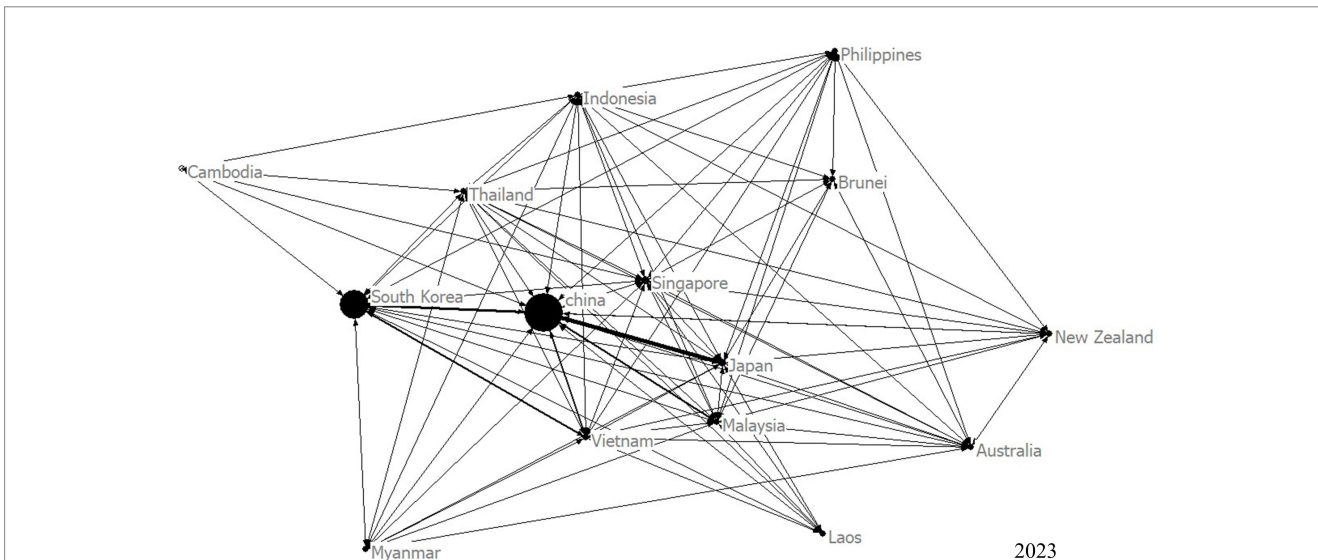 Philippines
Indonesia
Cambodia
Brunei
Thailand
Singapore
South Korea
china
New Zealand
Japan
Malaysia
Vietnam
Australia
Laos
Myanmar
2023